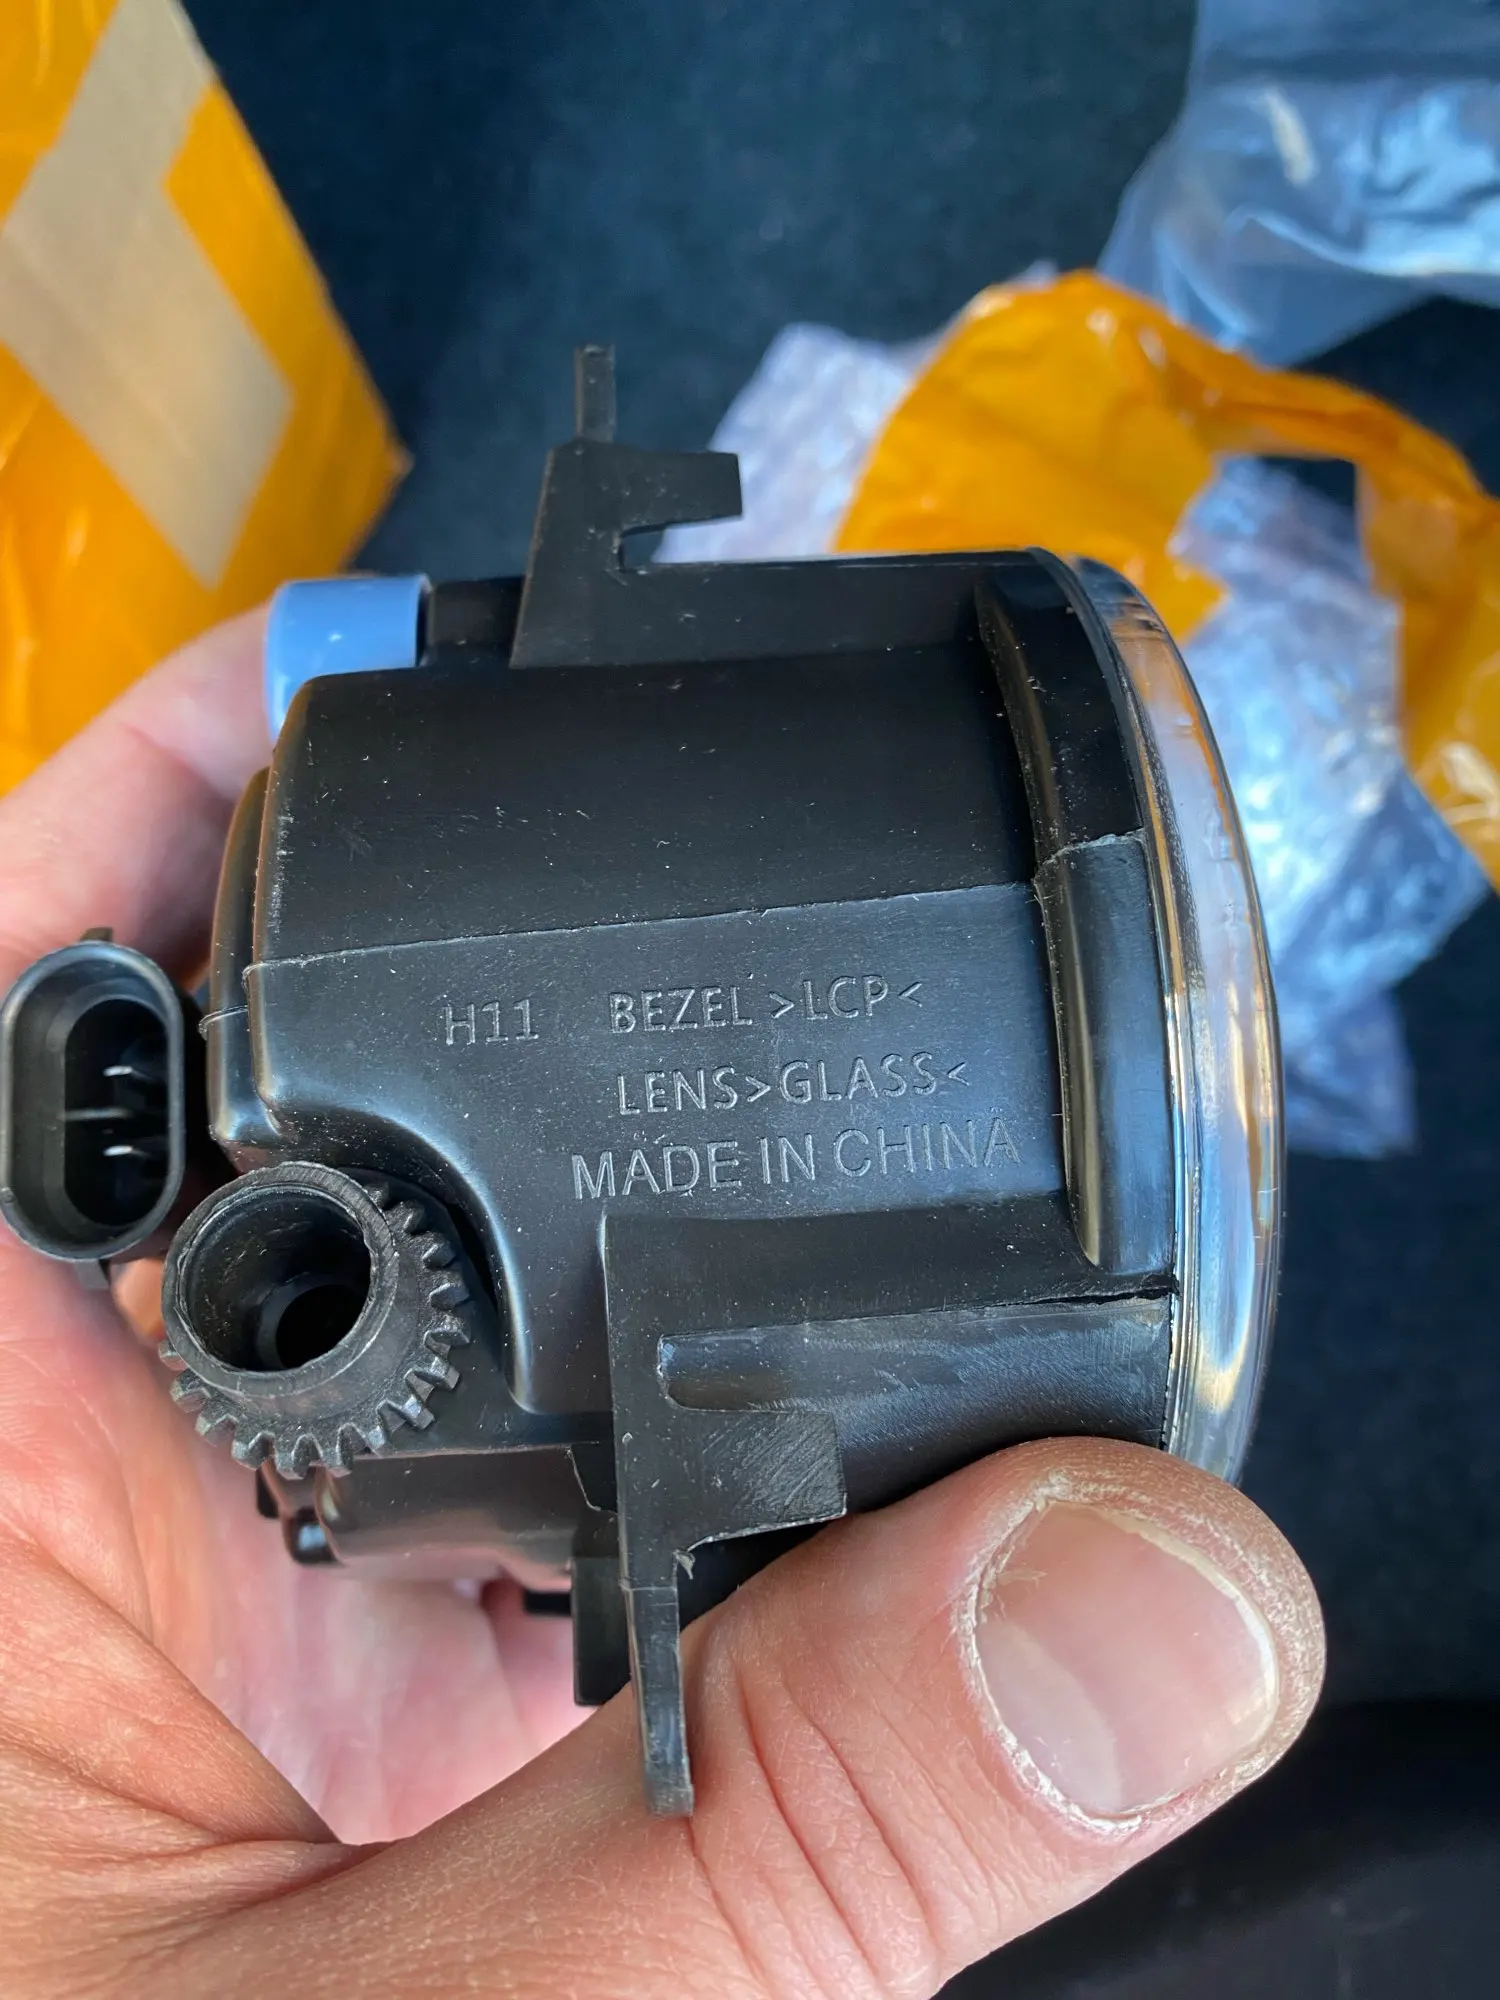 H11 BEZEL >LCP<
LENS>GLASS<
MADE IN CHINA